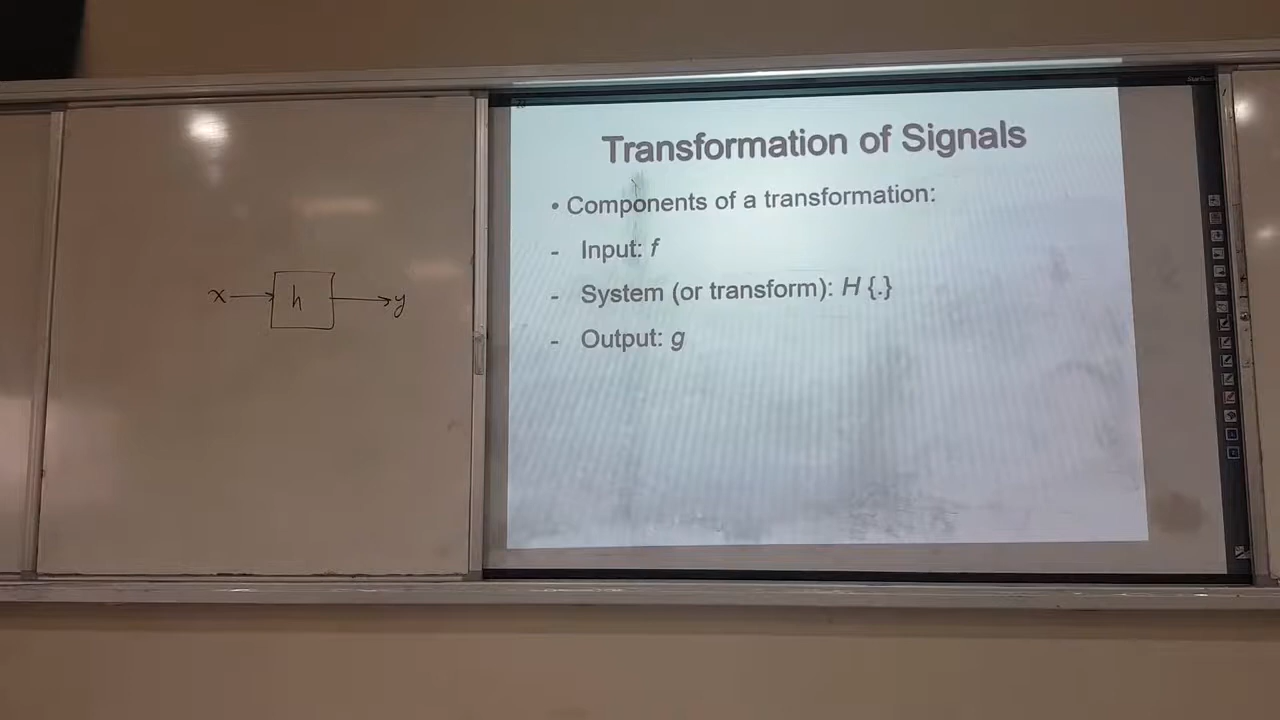 x h y
Transformation of Signals
• Components of a transformation:
- Input: f
- System (or transform): H {.}
- Output: g